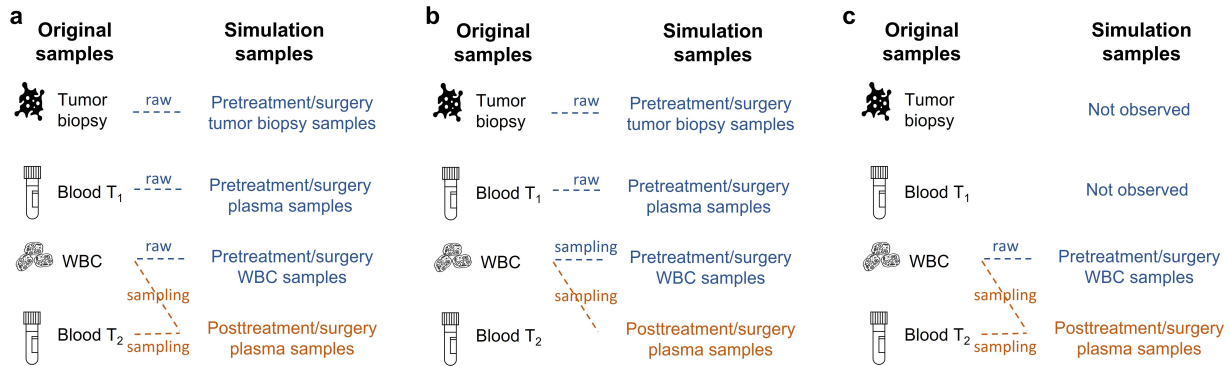 a
Original
samples
Simulation
samples
Tumor
biopsy
raw
Pretreatment/surgery
tumor biopsy samples
Blood T1
raw
Pretreatment/surgery
plasma samples
WBC
raw
Pretreatment/surgery
WBC samples
sampling
Blood T2
sampling
Posttreatment/surgery
plasma samples
b
Original
samples
Simulation
samples
Tumor
biopsy
raw
Pretreatment/surgery
tumor biopsy samples
Blood T1
raw
Pretreatment/surgery
plasma samples
WBC
sampling
Pretreatment/surgery
WBC samples
sampling
Blood T2
Posttreatment/surgery
plasma samples
c
Original
samples
Simulation
samples
Tumor
biopsy
Not observed
Blood T1
Not observed
WBC
raw
Pretreatment/surgery
WBC samples
sampling
Blood T2
sampling
Posttreatment/surgery
plasma samples